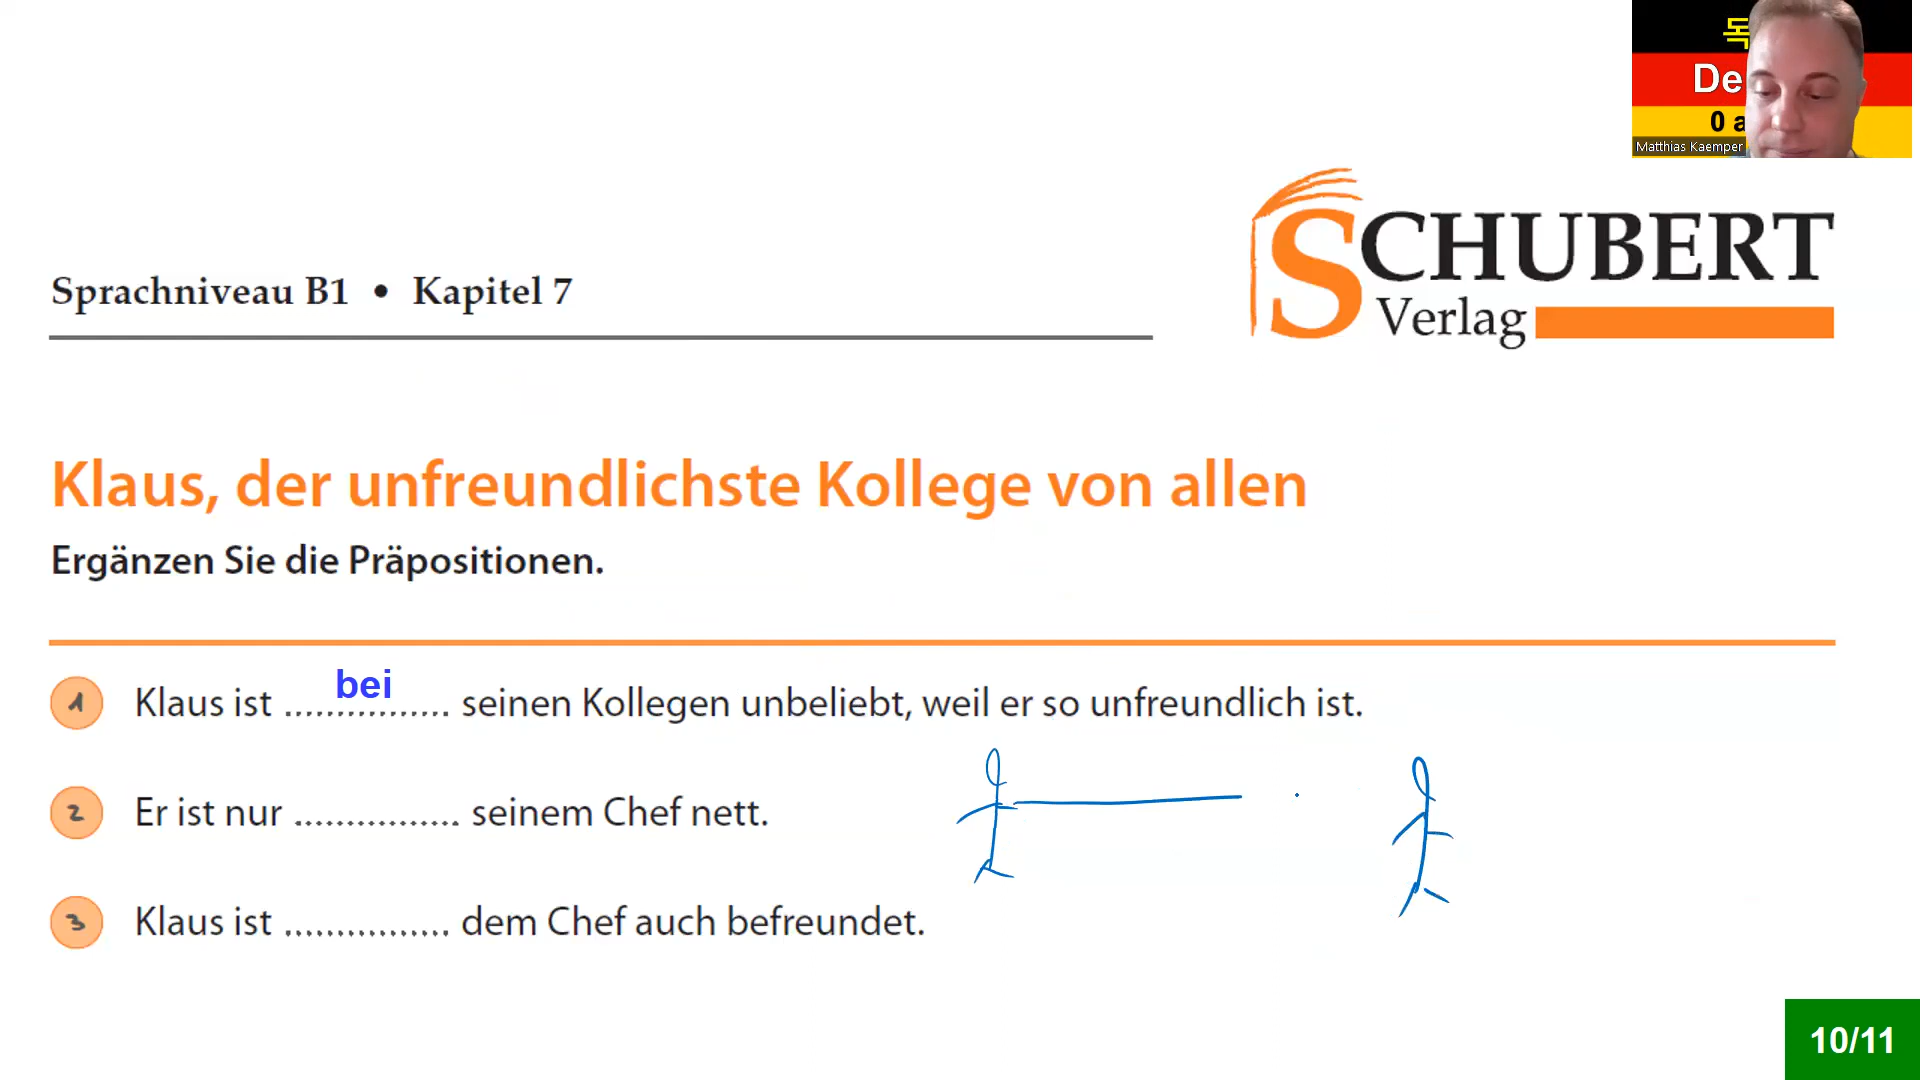 독
De
0 a
Matthias Kaemper
SCHUBERT
Verlag
Sprachniveau B1 • Kapitel 7
Klaus, der unfreundlichste Kollege von allen
Ergänzen Sie die Präpositionen.
1 Klaus ist ....bei.... seinen Kollegen unbeliebt, weil er so unfreundlich ist.
2 Er ist nur ................ seinem Chef nett.
3 Klaus ist ................ dem Chef auch befreundet.
10/11